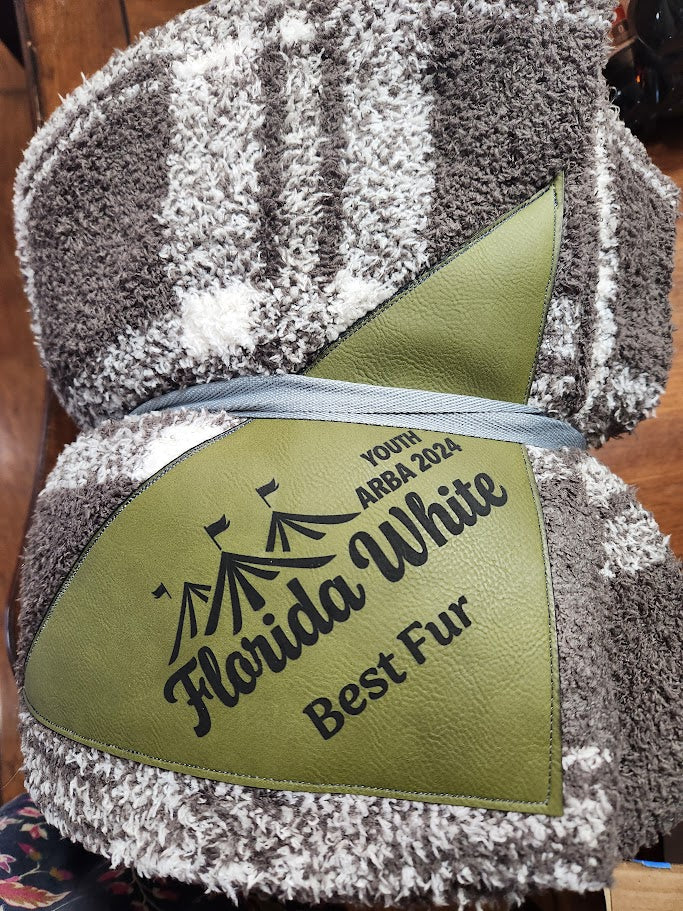 YOUTH
ARBA 2024
Florida White
Best Fur